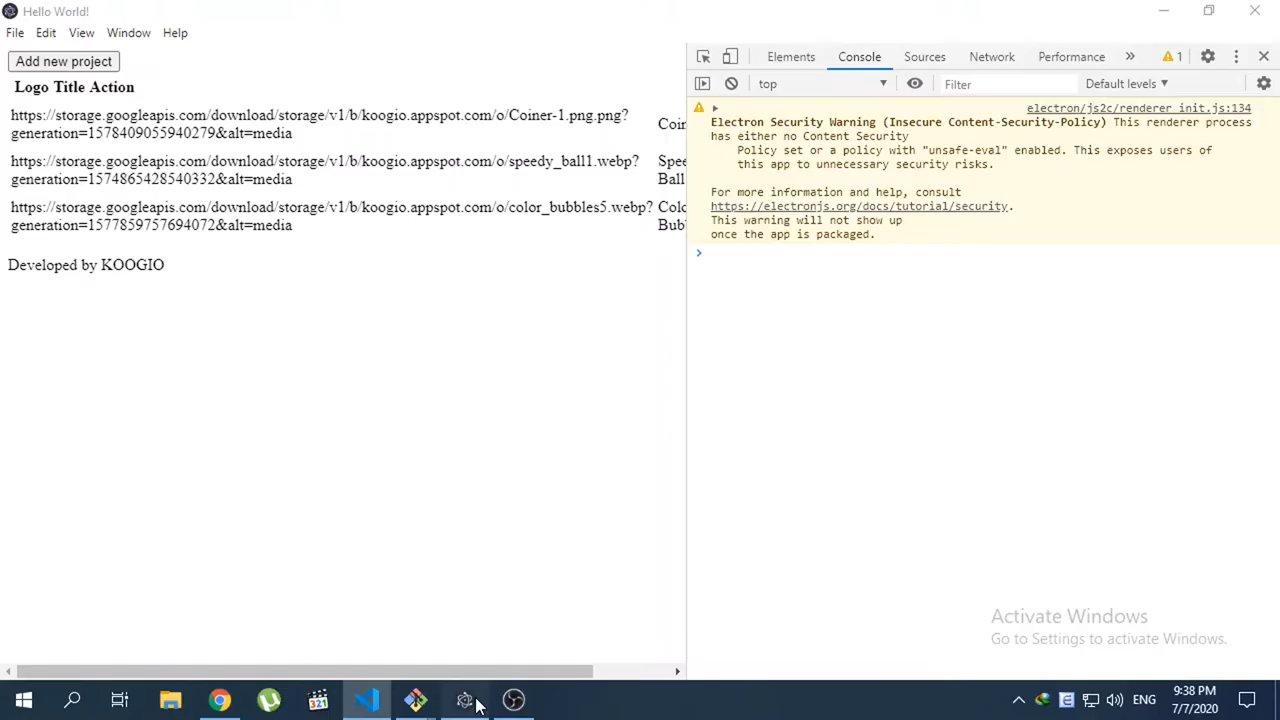 Hello World!
File Edit View Window Help
Add new project
Logo Title Action
https://storage.googleapis.com/download/storage/v1/b/koogio.appspot.com/o/Coiner-1.png.png?
generation=1578409055940279&alt=media
Coin
https://storage.googleapis.com/download/storage/v1/b/koogio.appspot.com/o/speedy_ball1.webp?
generation=1574865428540332&alt=media
Spee
Ball
https://storage.googleapis.com/download/storage/v1/b/koogio.appspot.com/o/color_bubbles5.webp?
generation=1577859757694072&alt=media
Colo
Bub
Developed by KOOGIO
Elements Console Sources Network Performance 1
top Filter Default levels
electron/js2c/renderer_init.js:134
Electron Security Warning (Insecure Content-Security-Policy) This renderer process
has either no Content Security
Policy set or a policy with "unsafe-eval" enabled. This exposes users of
this app to unnecessary security risks.
For more information and help, consult
https://electronjs.org/docs/tutorial/security.
This warning will not show up
once the app is packaged.
Activate Windows
Go to Settings to activate Windows.
321
ENG
9:38 PM
7/7/2020